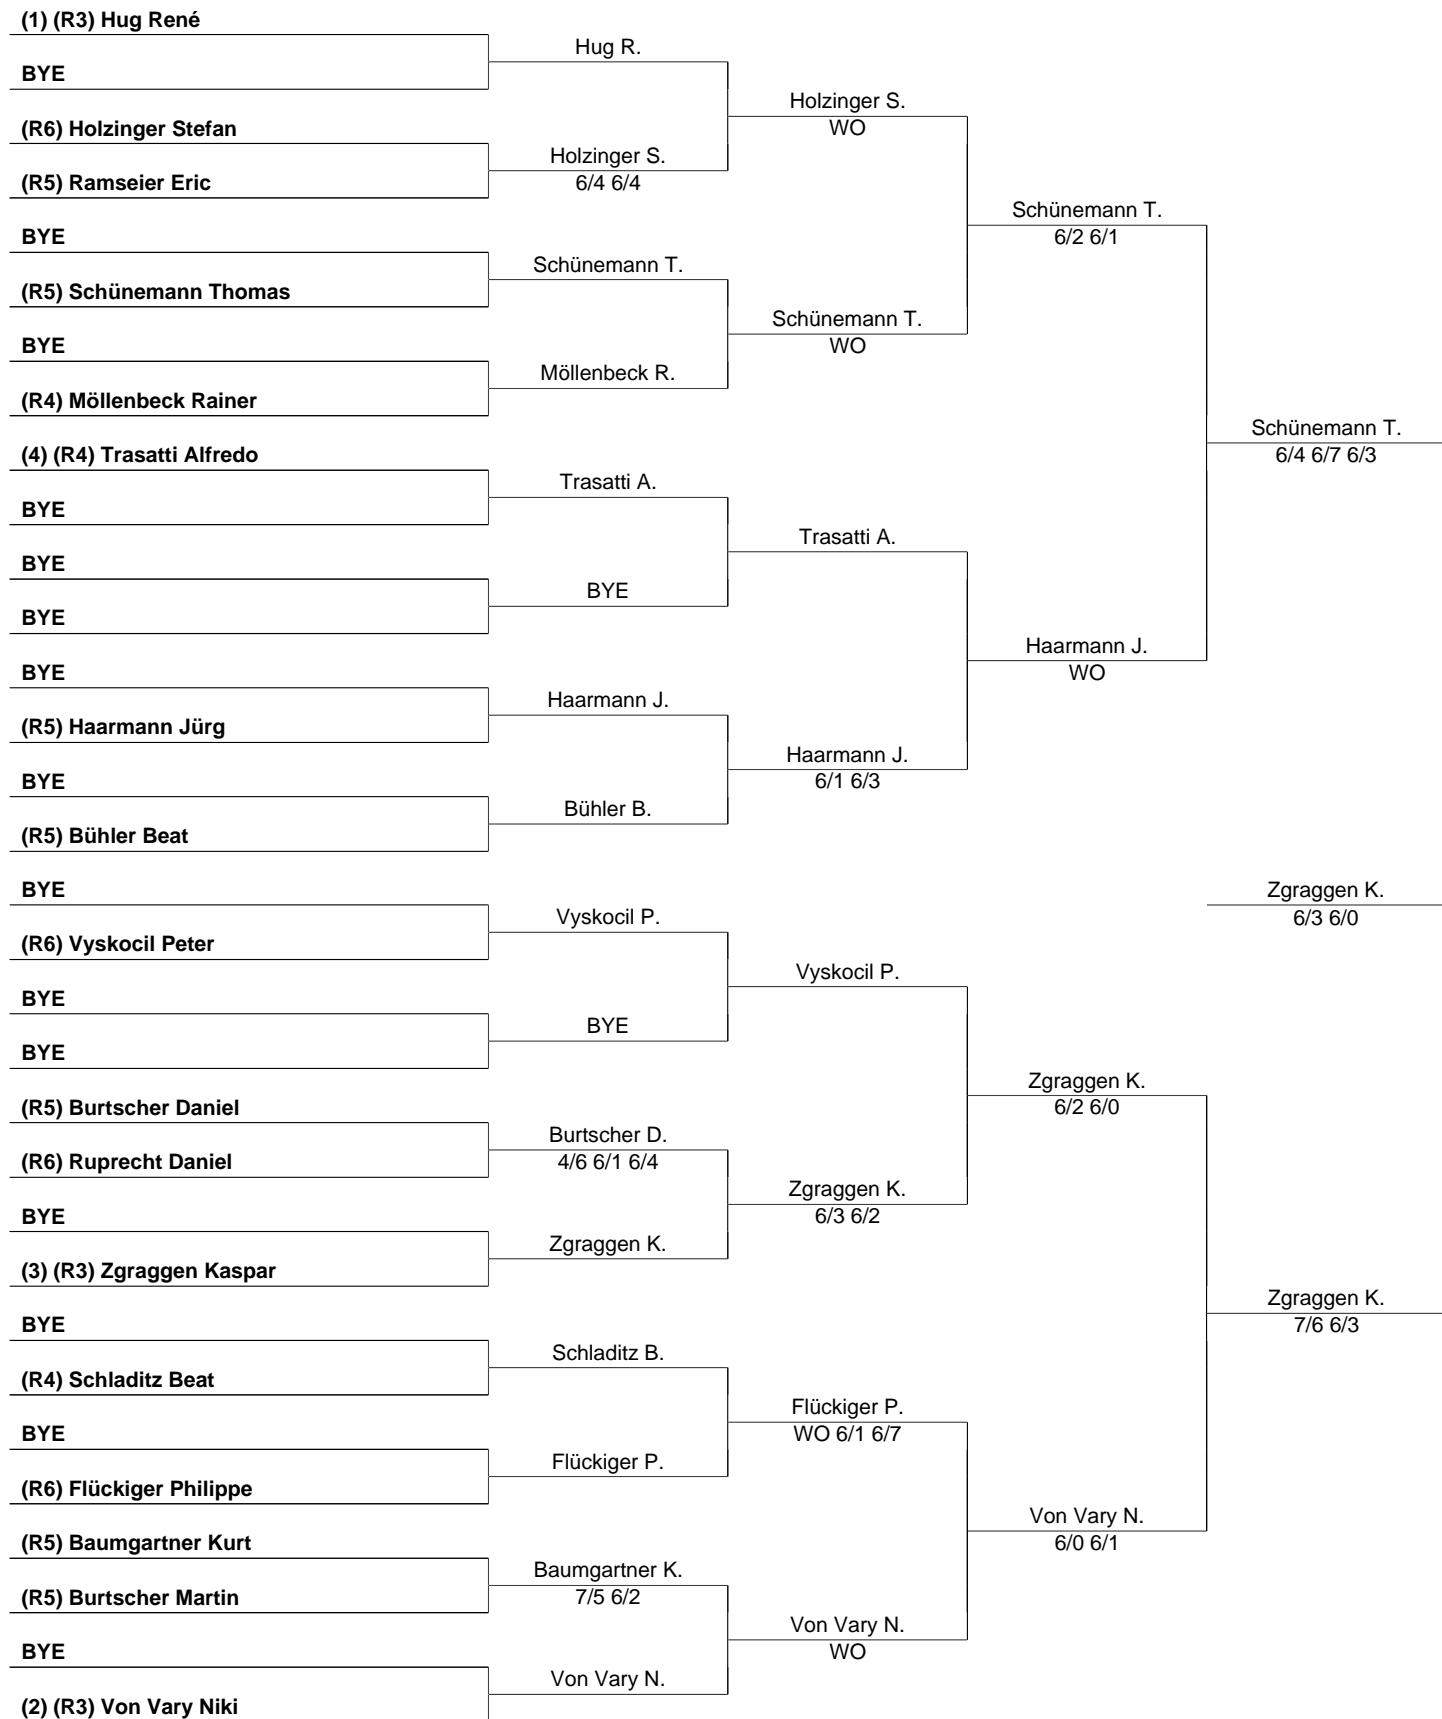 (1) (R3) Hug René
BYE
(R6) Holzinger Stefan
(R5) Ramseier Eric
BYE
(R5) Schünemann Thomas
BYE
(R4) Möllenbeck Rainer
(4) (R4) Trasatti Alfredo
BYE
BYE
BYE
BYE
(R5) Haarmann Jürg
BYE
(R5) Bühler Beat
BYE
(R6) Vyskocil Peter
BYE
BYE
(R5) Burtscher Daniel
(R6) Ruprecht Daniel
BYE
(3) (R3) Zgraggen Kaspar
BYE
(R4) Schladitz Beat
BYE
(R6) Flückiger Philippe
(R5) Baumgartner Kurt
(R5) Burtscher Martin
BYE
(2) (R3) Von Vary Niki
Hug R.
Holzinger S.
6/4 6/4
Schünemann T.
Möllenbeck R.
Trasatti A.
BYE
Haarmann J.
Bühler B.
Vyskocil P.
BYE
Burtscher D.
4/6 6/1 6/4
Zgraggen K.
Schladitz B.
Flückiger P.
Baumgartner K.
7/5 6/2
Von Vary N.
Holzinger S.
WO
Schünemann T.
WO
Trasatti A.
Haarmann J.
6/1 6/3
Vyskocil P.
Zgraggen K.
6/3 6/2
Flückiger P.
WO 6/1 6/7
Von Vary N.
WO
Schünemann T.
6/2 6/1
Haarmann J.
WO
Zgraggen K.
6/2 6/0
Von Vary N.
6/0 6/1
Schünemann T.
6/4 6/7 6/3
Zgraggen K.
6/3 6/0
Zgraggen K.
7/6 6/3